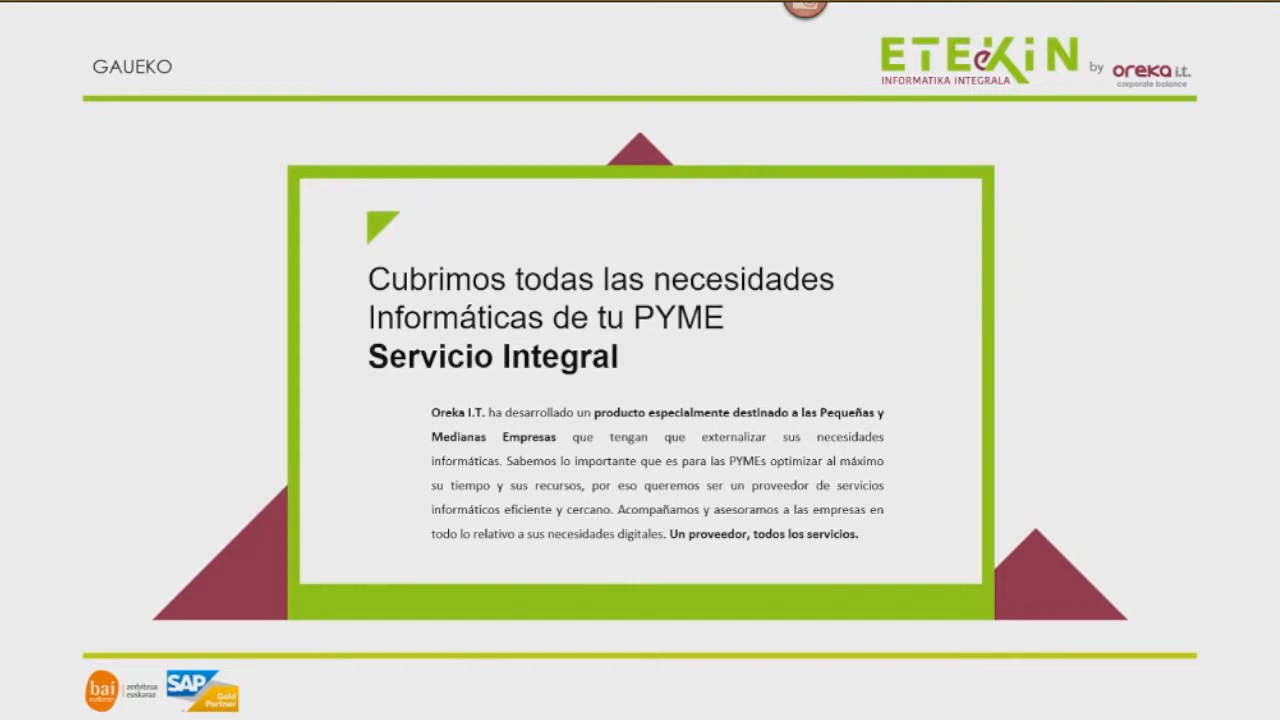 GAUEKO
ETEKIN
INFORMATIKA INTEGRALA
by oreka i.t.
corporate balance
Cubrimos todas las necesidades
Informáticas de tu PYME
Servicio Integral
Oreka I.T. ha desarrollado un producto especialmente destinado a las Pequeñas y
Medianas Empresas que tengan que externalizar sus necesidades
informáticas. Sabemos lo importante que es para las PYMEs optimizar al máximo
su tiempo y sus recursos, por eso queremos ser un proveedor de servicios
informáticos eficiente y cercano. Acompañamos y asesoramos a las empresas en
todo lo relativo a sus necesidades digitales. Un proveedor, todos los servicios.
bai
euskarari
zerbitzua
euskaraz
SAP
Gold
Partner